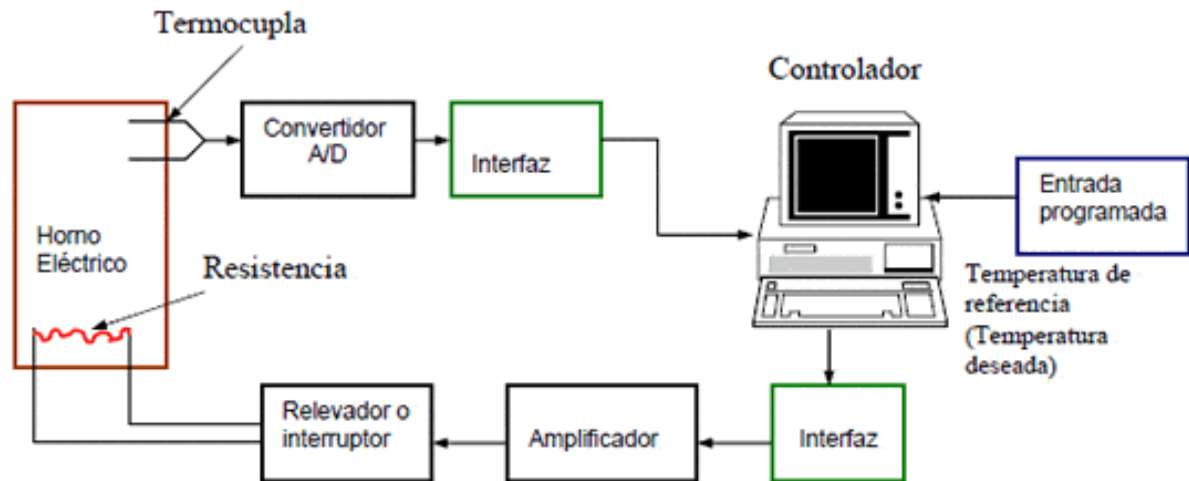 Termocupla
Controlador
Convertidor
A/D
Interfaz
Entrada
programada
Horno
Eléctrico
Resistencia
Temperatura de
referencia
(Temperatura
deseada)
Relevador o
interruptor
Amplificador
Interfaz